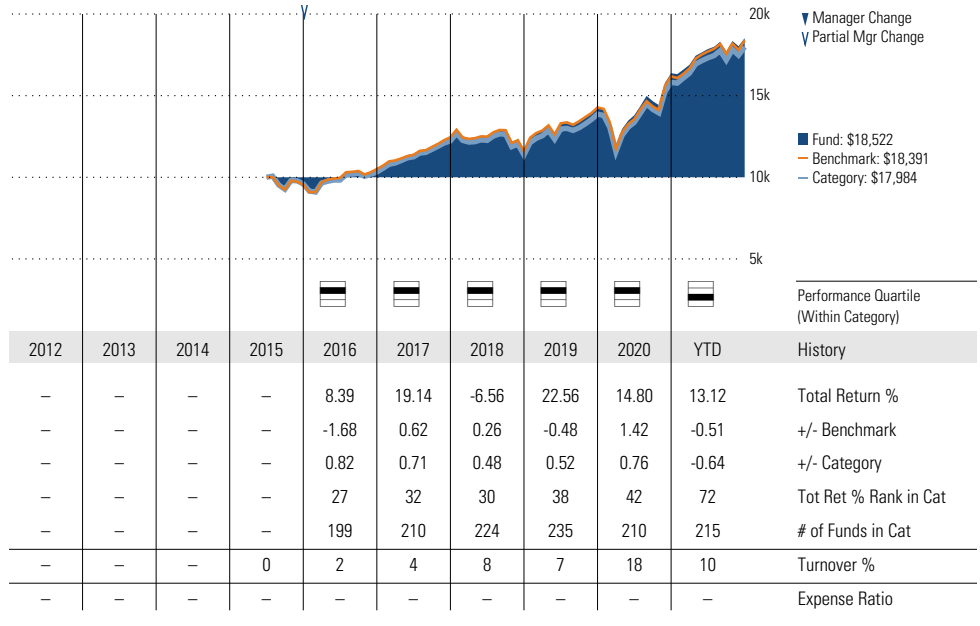 20k
▼ Manager Change
Partial Mgr Change
15k
Fund: $18,522
Benchmark: $18,391
Category: $17,984
10k
5k
Performance Quartile
(Within Category)
2012 2013 2014 2015 2016 2017 2018 2019 2020 YTD History
– – – – 8.39 19.14 -6.56 22.56 14.80 13.12 Total Return %
– – – – -1.68 0.62 0.26 -0.48 1.42 -0.51 +/- Benchmark
– – – – 0.82 0.71 0.48 0.52 0.76 -0.64 +/- Category
– – – – 27 32 30 38 42 72 Tot Ret % Rank in Cat
– – – – 199 210 224 235 210 215 # of Funds in Cat
– – – 0 2 4 8 7 18 10 Turnover %
– – – – – – – – – – Expense Ratio